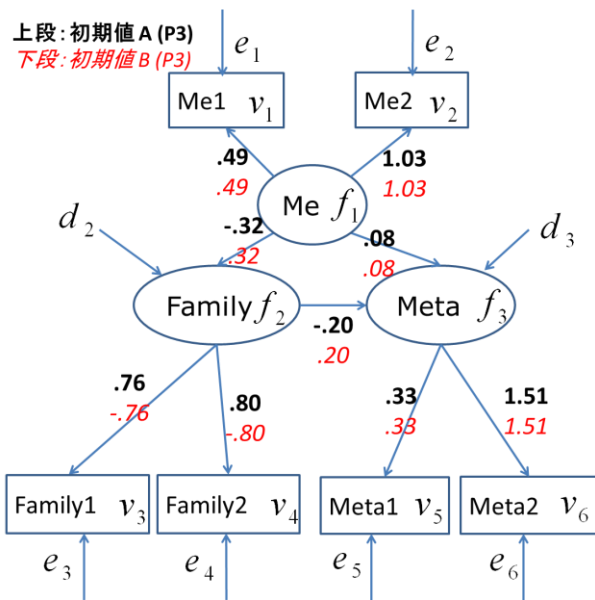 上段:初期値A (P3)
下段:初期値B (P3)
e1
e2
Me1 v1
Me2 v2
.49
.49
1.03
1.03
Me f1
d2
-.32
.32
.08
.08
d3
Family f2
Meta f3
-.20
.20
.76
-.76
.80
-.80
.33
.33
1.51
1.51
Family1 v3
Family2 v4
Meta1 v5
Meta2 v6
e3
e4
e5
e6